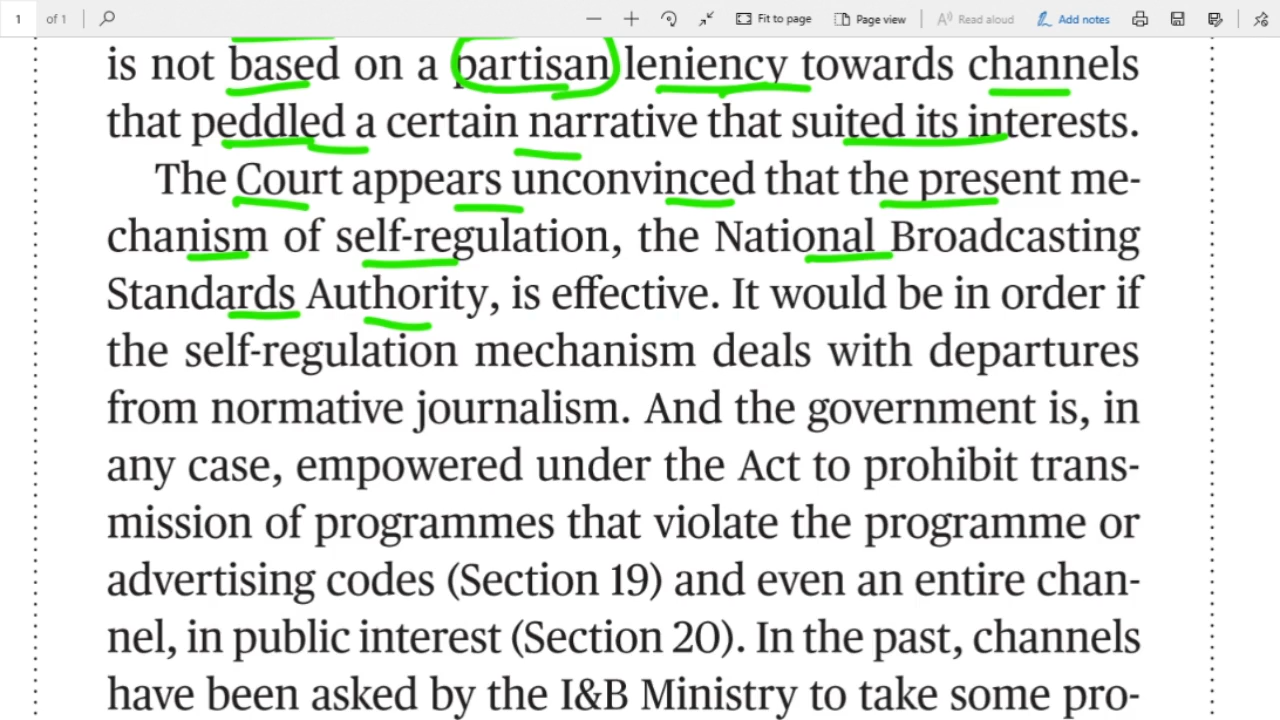 1 of 1 Fit to page Page view Read aloud Add notes
is not based on a partisan leniency towards channels
that peddled a certain narrative that suited its interests.
The Court appears unconvinced that the present me-
chanism of self-regulation, the National Broadcasting
Standards Authority, is effective. It would be in order if
the self-regulation mechanism deals with departures
from normative journalism. And the government is, in
any case, empowered under the Act to prohibit trans-
mission of programmes that violate the programme or
advertising codes (Section 19) and even an entire chan-
nel, in public interest (Section 20). In the past, channels
have been asked by the I&B Ministry to take some pro-